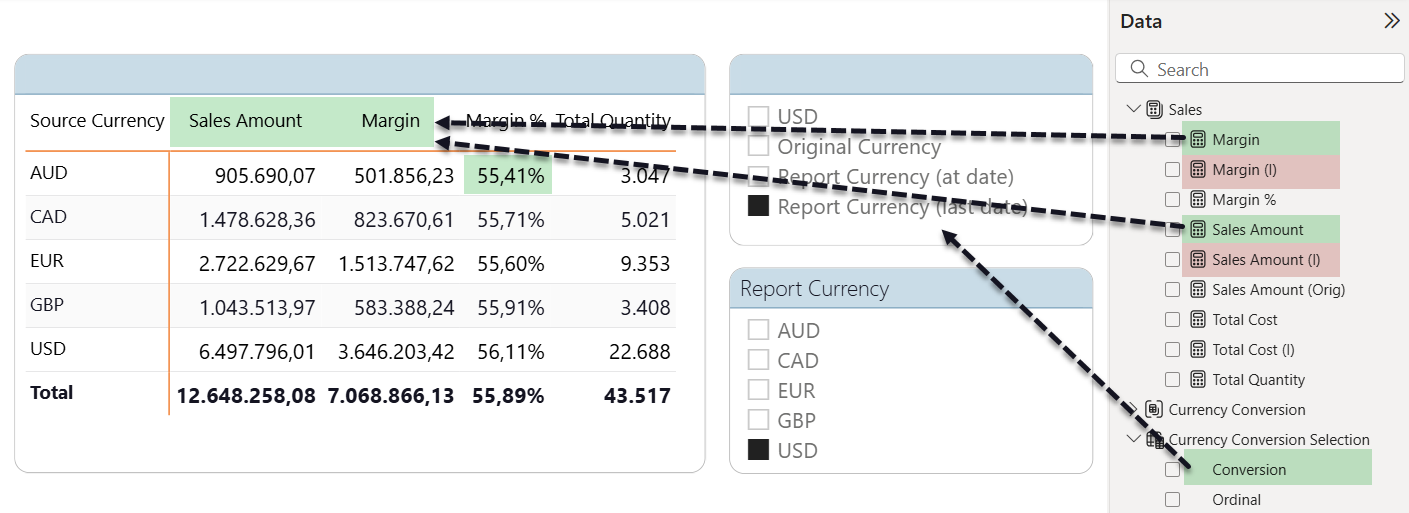 Source Currency Sales Amount Margin Margin % Total Quantity
AUD 905.690,07 501.856,23 55,41% 3.047
CAD 1.478.628,36 823.670,61 55,71% 5.021
EUR 2.722.629,67 1.513.747,62 55,60% 9.353
GBP 1.043.513,97 583.388,24 55,91% 3.408
USD 6.497.796,01 3.646.203,42 56,11% 22.688
Total 12.648.258,08 7.068.866,13 55,89% 43.517
USD
Original Currency
Report Currency (at date)
Report Currency (last date)
Report Currency
AUD
CAD
EUR
GBP
USD
Data
Search
Sales
Margin
Margin (I)
Margin %
Sales Amount
Sales Amount (I)
Sales Amount (Orig)
Total Cost
Total Cost (I)
Total Quantity
Currency Conversion
Currency Conversion Selection
Conversion
Ordinal